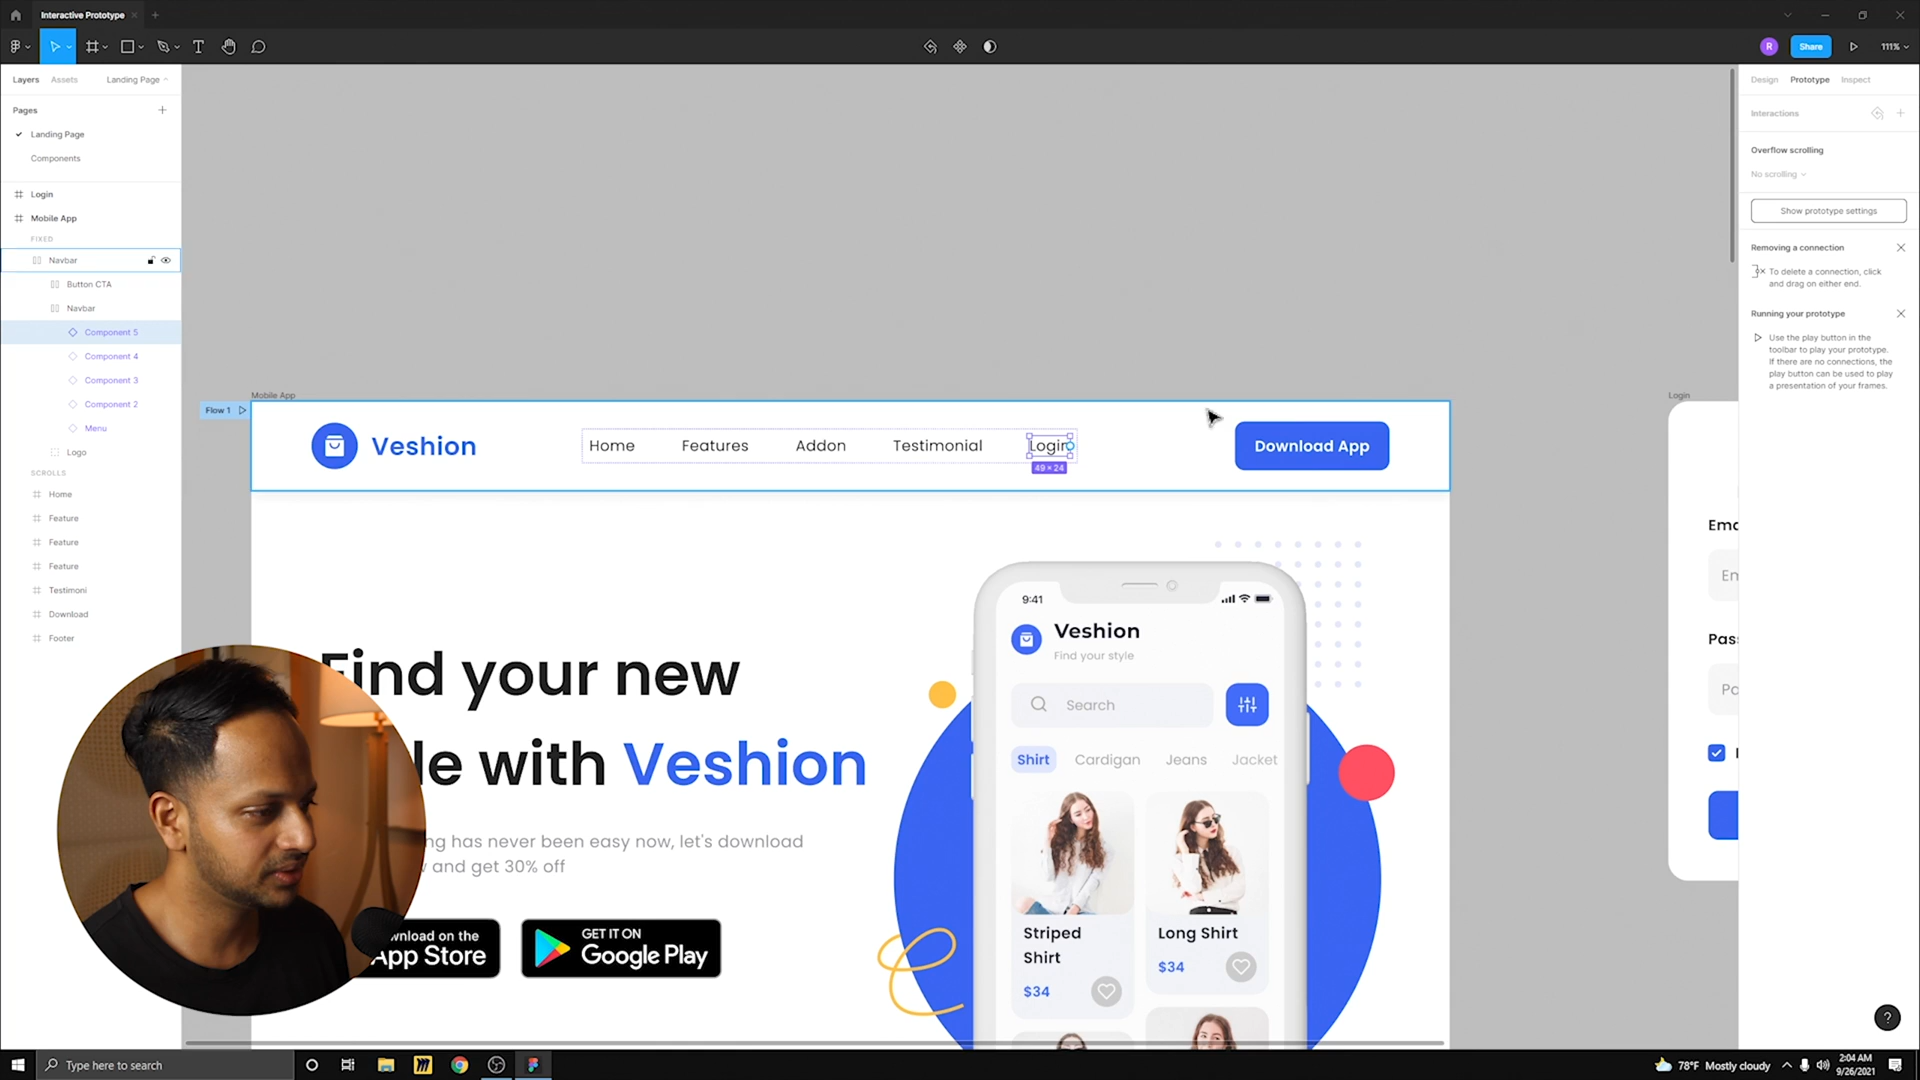 Interactive Prototype
Share
R
111%
Layers
Assets
Landing Page
Pages
Landing Page
Components
Login
Mobile App
FIXED
Navbar
Button CTA
Navbar
Component 5
Component 4
Component 3
Component 2
Menu
Logo
SCROLLS
Home
Feature
Feature
Feature
Testimoni
Download
Footer
Mobile App
Flow 1
Veshion
Home
Features
Addon
Testimonial
Login
49 × 24
Download App
Find your new
le with Veshion
ng has never been easy now, let's download
w and get 30% off
wnload on the
App Store
GET IT ON
Google Play
9:41
Veshion
Find your style
Search
Shirt
Cardigan
Jeans
Jacket
Striped
Shirt
$34
Long Shirt
$34
Login
Ema
Em
Pass
Pa
Design
Prototype
Inspect
Interactions
Overflow scrolling
No scrolling
Show prototype settings
Removing a connection
To delete a connection, click
and drag on either end.
Running your prototype
Use the play button in the
toolbar to play your prototype.
If there are no connections, the
play button can be used to play
a presentation of your frames.
?
Type here to search
78°F Mostly cloudy
2:04 AM
9/26/2021